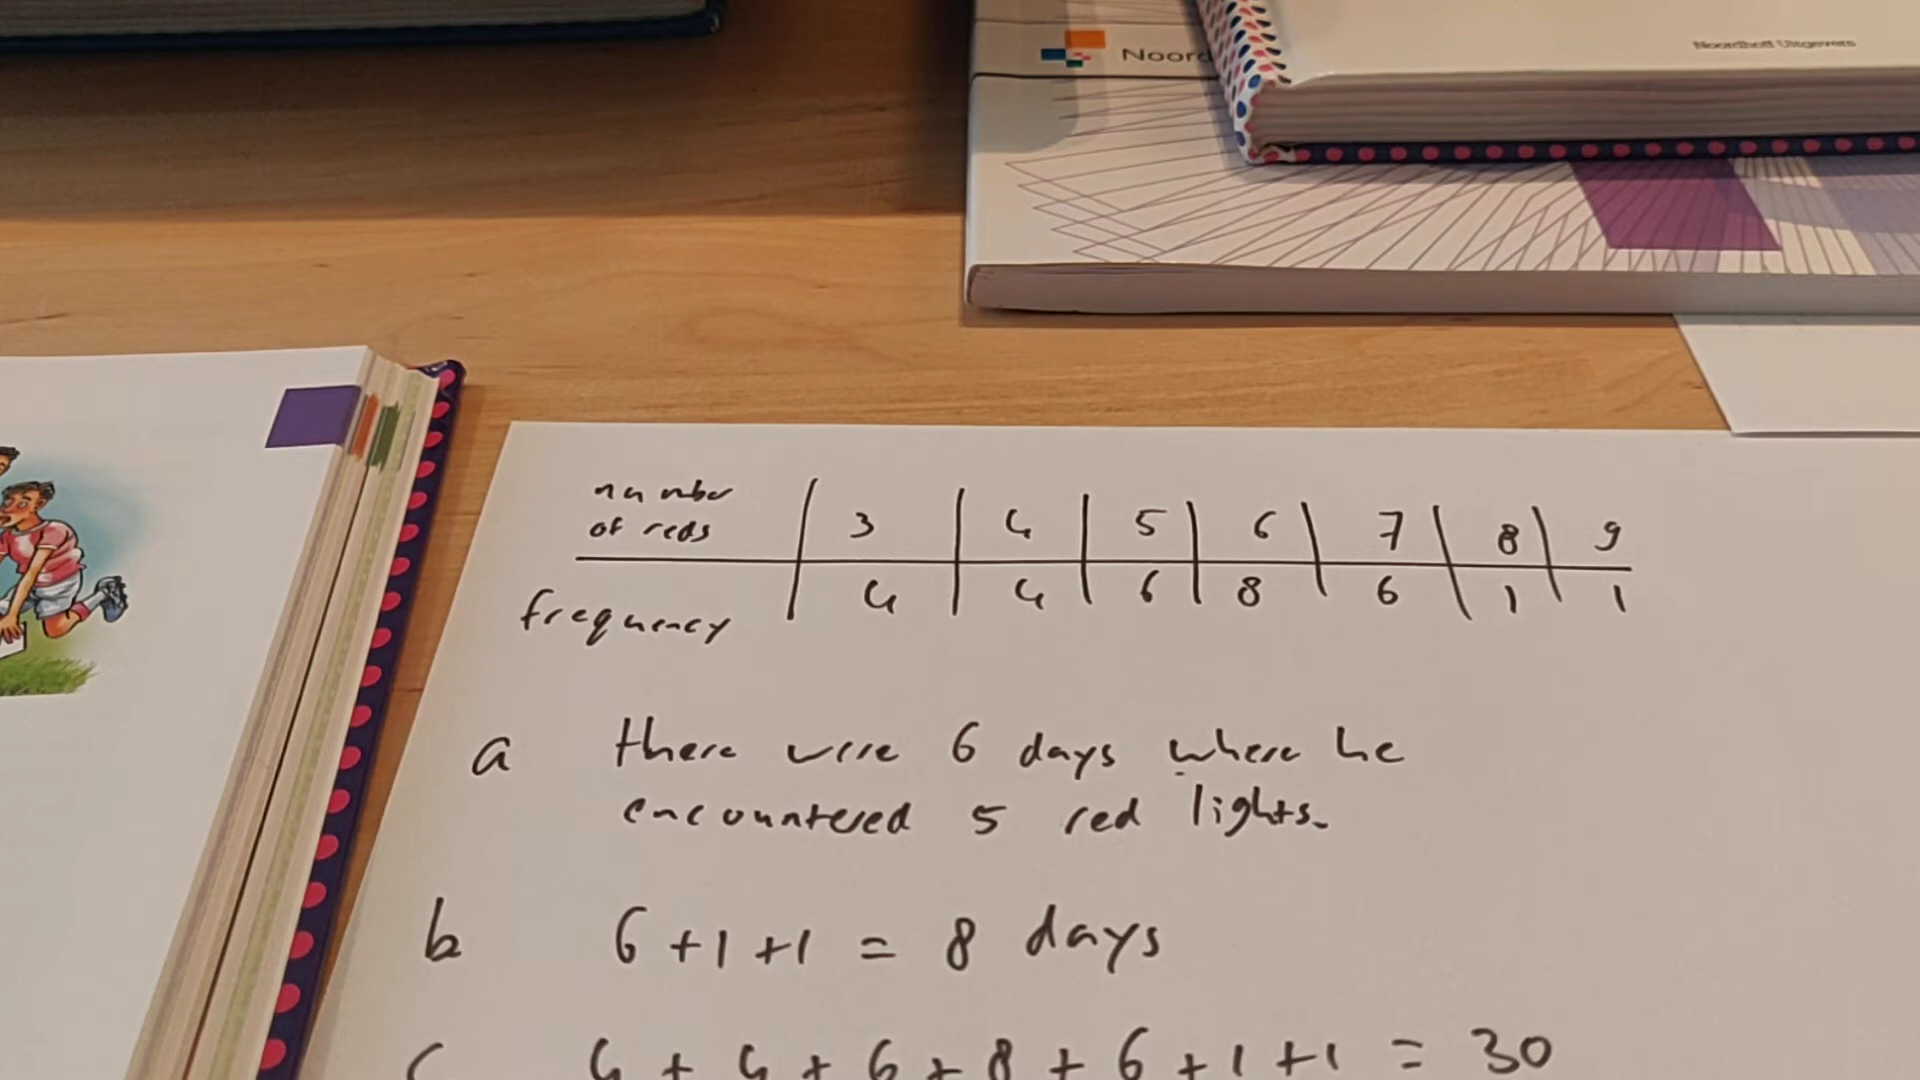 Noordhoff Uitgevers
number
of reds | 3 | 4 | 5 | 6 | 7 | 8 | 9
frequency | 4 | 4 | 6 | 8 | 6 | 1 | 1
a there were 6 days where he
encountered 5 red lights.
b 6 + 1 + 1 = 8 days
c 4 + 4 + 6 + 8 + 6 + 1 + 1 = 30